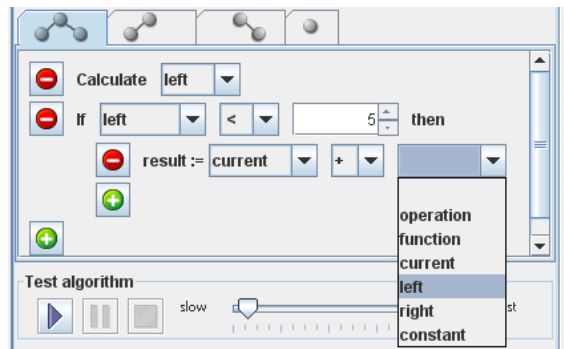 Calculate left
If left < 5 then
result := current +
operation
function
current
left
right
constant
Test algorithm
slow st